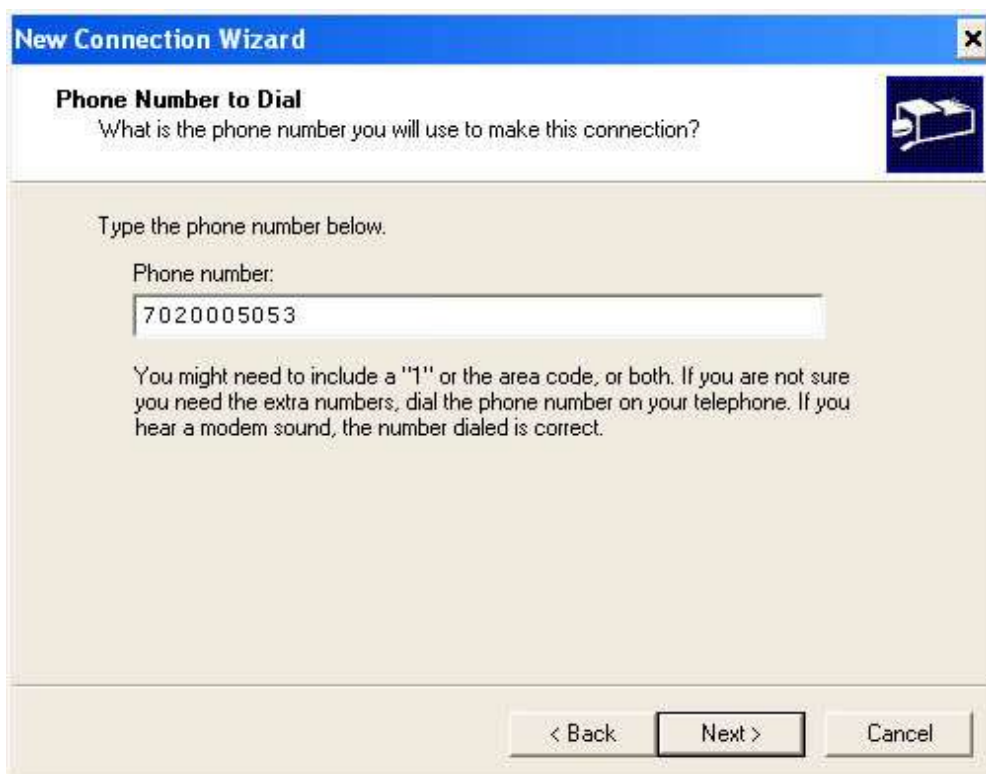 New Connection Wizard
Phone Number to Dial
What is the phone number you will use to make this connection?
Type the phone number below.
Phone number:
7020005053
You might need to include a "1" or the area code, or both. If you are not sure
you need the extra numbers, dial the phone number on your telephone. If you
hear a modem sound, the number dialed is correct.
< Back Next > Cancel